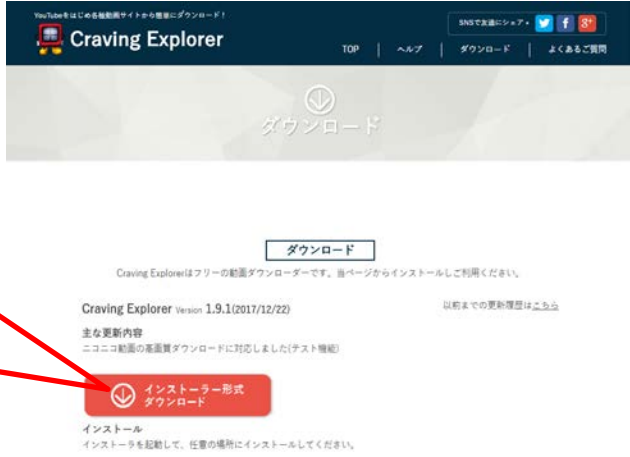 YouTubeをはじめ各種動画サイトから簡単にダウンロード！
Craving Explorer
SNSで友達にシェア
TOP
ヘルプ
ダウンロード
よくあるご質問
ダウンロード
ダウンロード
Craving Explorerはフリーの動画ダウンローダーです。当ページからインストールしご利用ください。
Craving Explorer Version 1.9.1(2017/12/22)
以前までの更新履歴はこちら
主な更新内容
ニコニコ動画の高画質ダウンロードに対応しました(テスト機能)
インストーラー形式
ダウンロード
インストール
インストーラを起動して、任意の場所にインストールしてください。